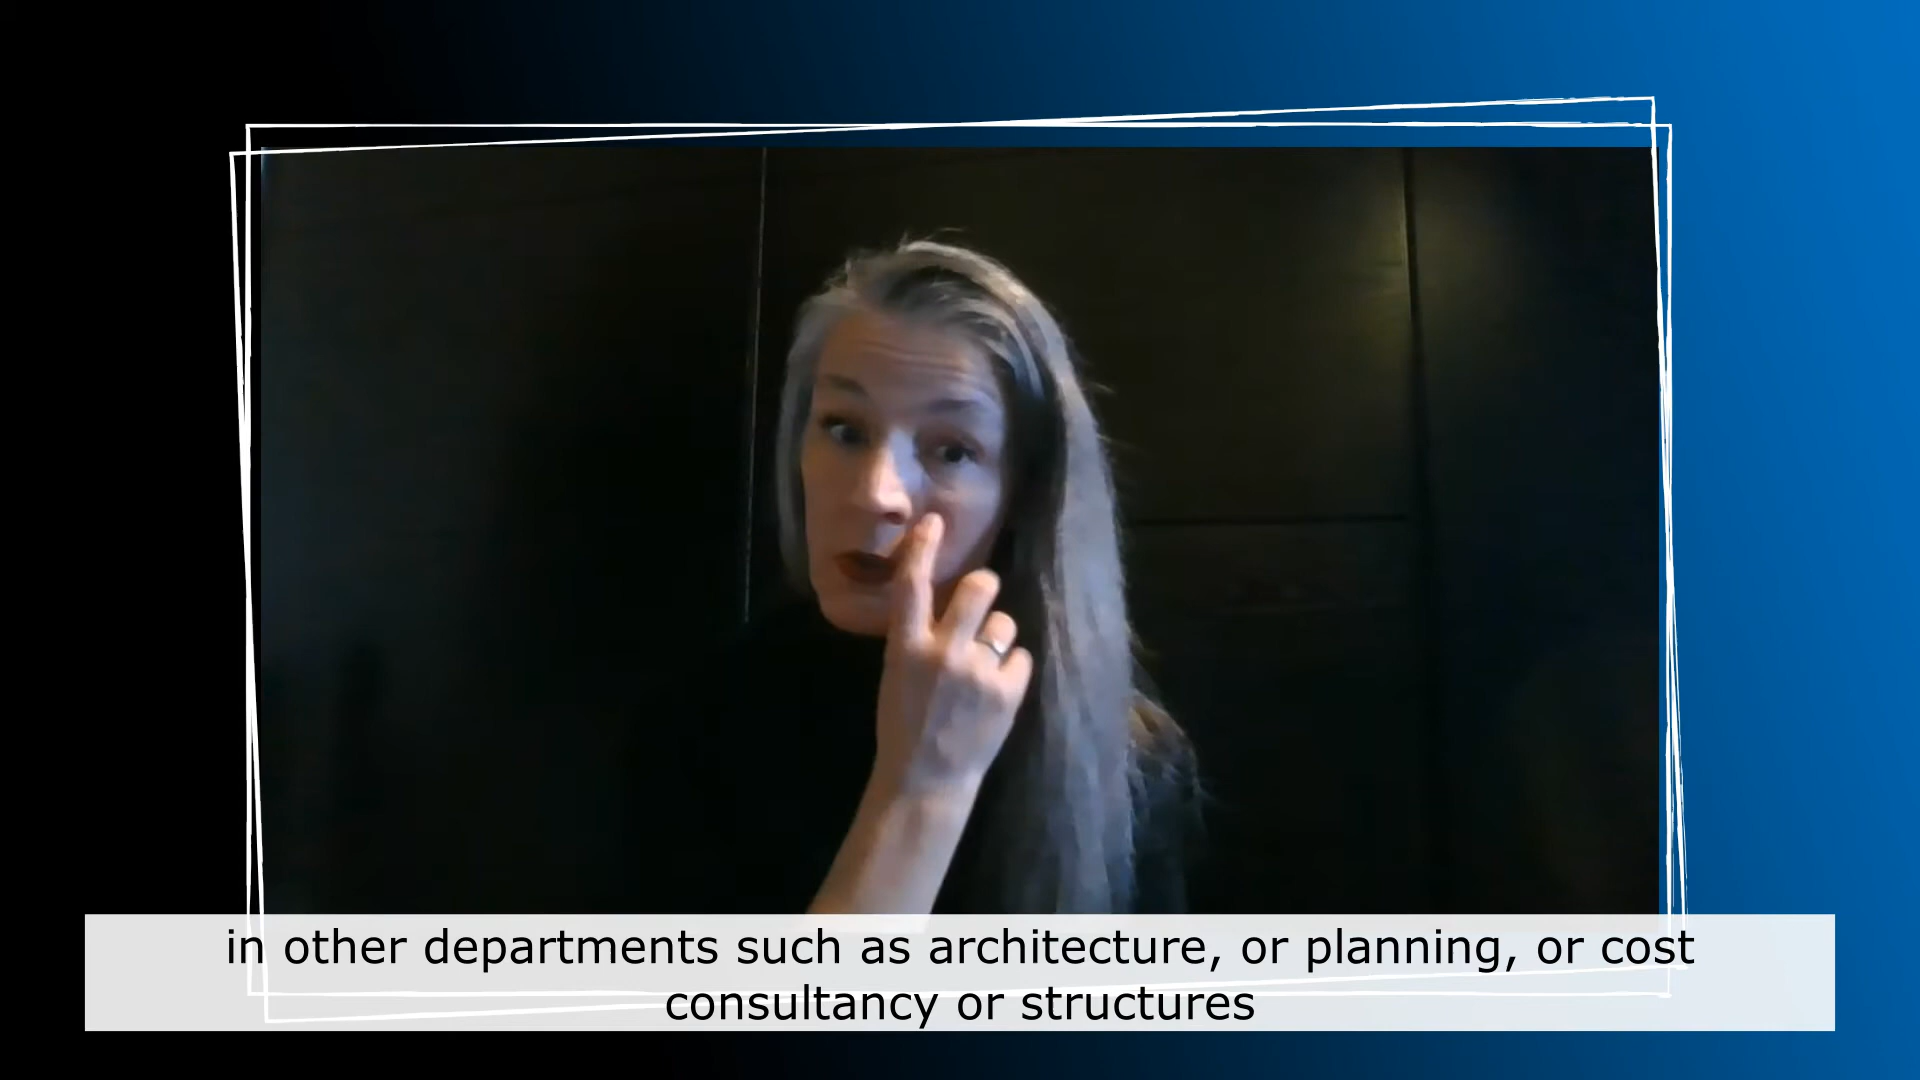 in other departments such as architecture, or planning, or cost
consultancy or structures